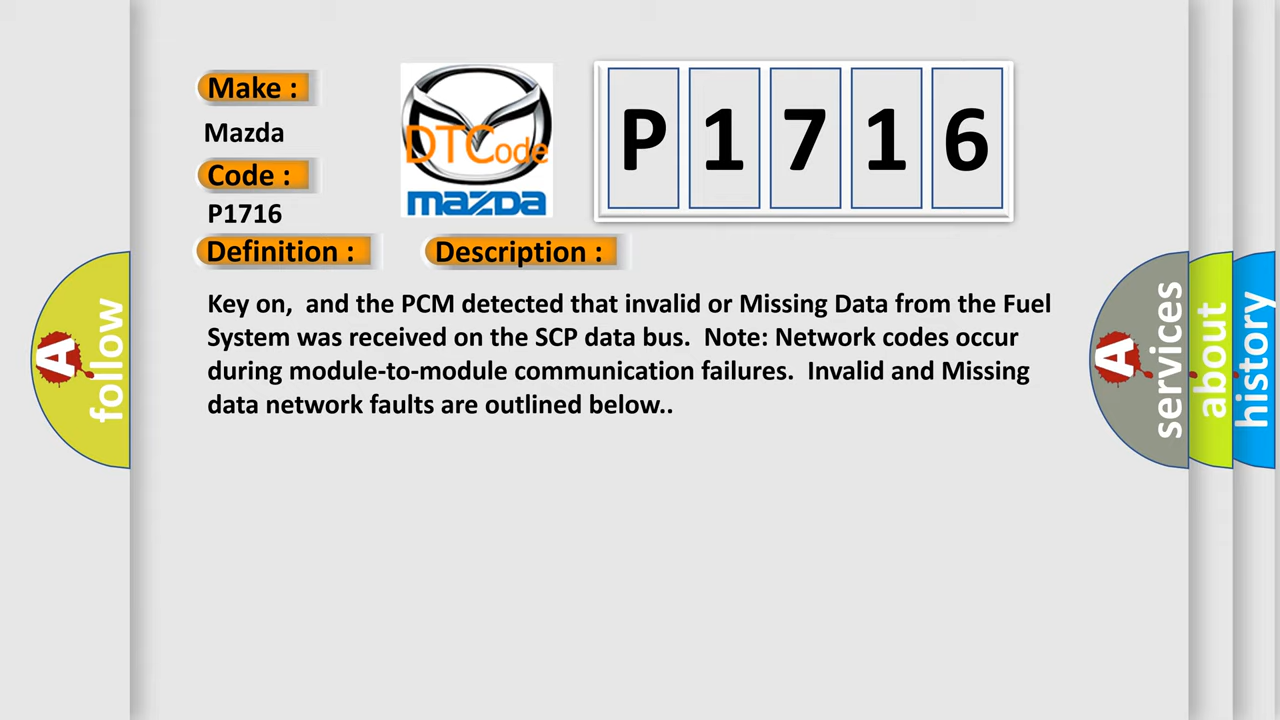 Make :
Mazda
Code :
P1716
DTCode
mazda
P 1 7 1 6
Definition :
Description :
Key on,  and the PCM detected that invalid or Missing Data from the Fuel
System was received on the SCP data bus  Note: Network codes occur
during module-to-module communication failures  Invalid and Missing
data network faults are outlined below..
A
follow
A
services
about
history